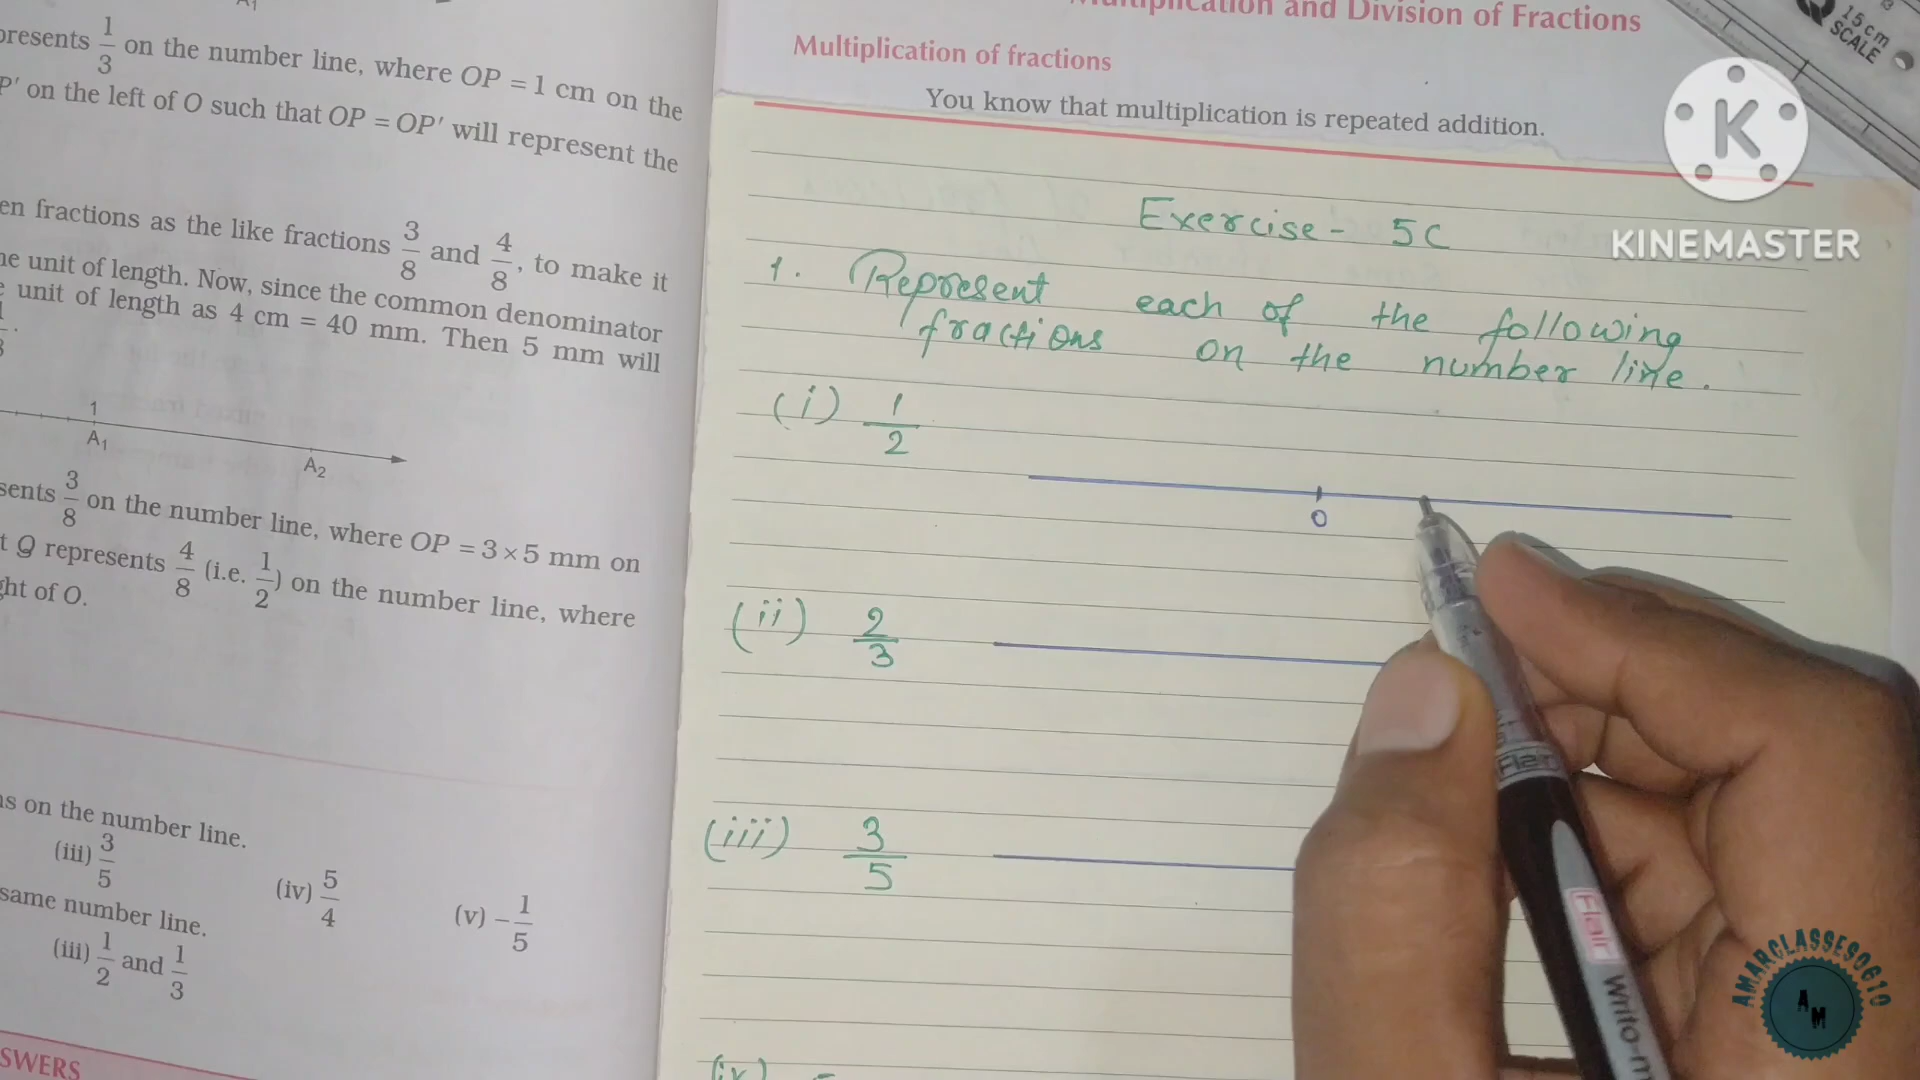 A1
presents 1/3 on the number line, where OP = 1 cm on the
P′ on the left of O such that OP = OP′ will represent the
en fractions as the like fractions 3/8 and 4/8, to make it
unit of length. Now, since the common denominator
unit of length as 4 cm = 40 mm. Then 5 mm will
1
A1
A2
sents 3/8 on the number line, where OP = 3 × 5 mm on
t Q represents 4/8 (i.e. 1/2) on the number line, where
ght of O.
s on the number line.
(iii) 3/5 (iv) 5/4 (v) -1/5
same number line.
(iii) 1/2 and 1/3
SWERS
and Division of Fractions
Multiplication of fractions
You know that multiplication is repeated addition.
Exercise - 5C
1. Represent each of the following
fractions on the number line.
(i) 1/2
0
(ii) 2/3
(iii) 3/5
(iv)
15 cm
SCALE
K
KINEMASTER
Flair
Flair Writo-m
AMARCLASSES0610
AM